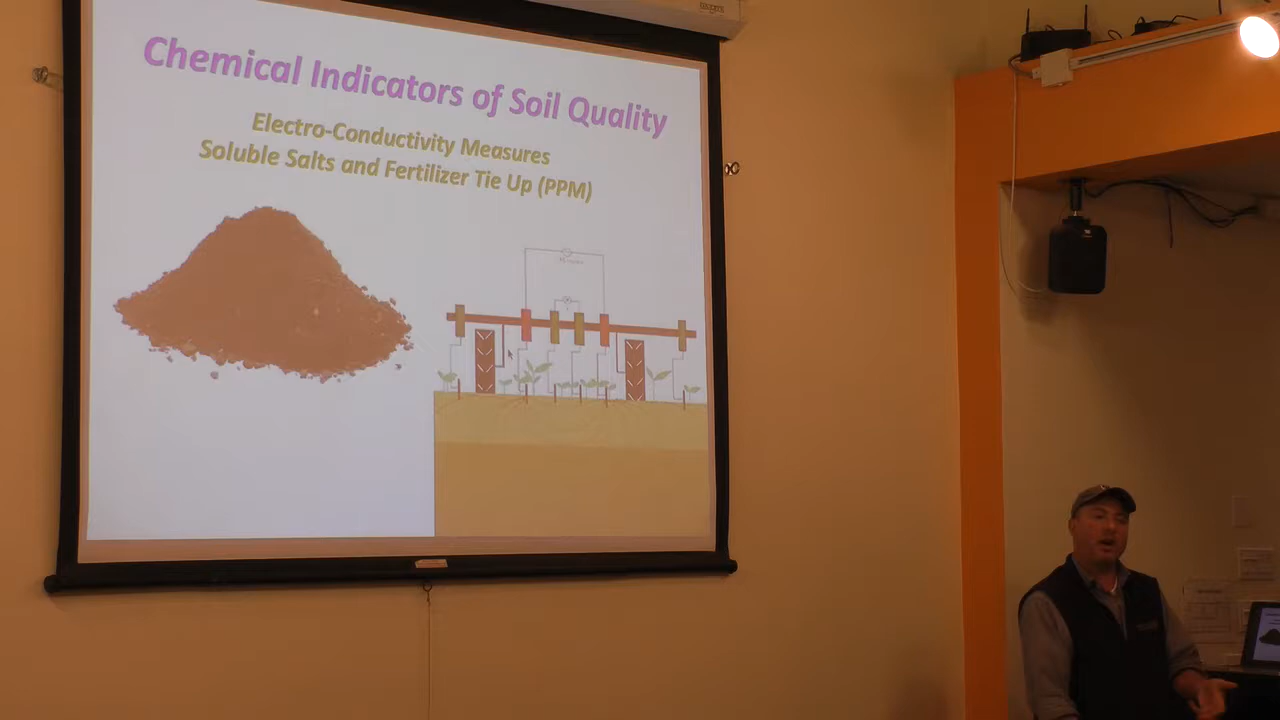 Chemical Indicators of Soil Quality
Electro-Conductivity Measures
Soluble Salts and Fertilizer Tie Up (PPM)